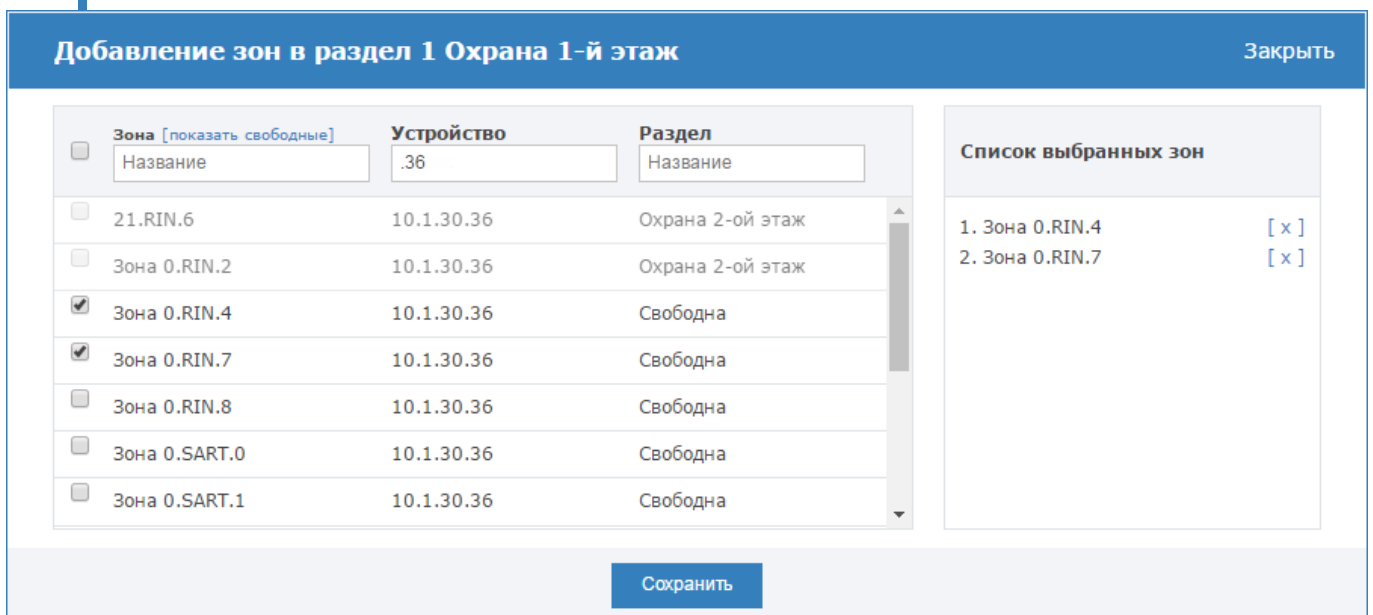 Добавление зон в раздел 1 Охрана 1-й этаж Закрыть
Зона [показать свободные] Устройство Раздел
Название .36 Название
Список выбранных зон
21.RIN.6 10.1.30.36 Охрана 2-ой этаж
Зона 0.RIN.2 10.1.30.36 Охрана 2-ой этаж
Зона 0.RIN.4 10.1.30.36 Свободна
Зона 0.RIN.7 10.1.30.36 Свободна
Зона 0.RIN.8 10.1.30.36 Свободна
Зона 0.SART.0 10.1.30.36 Свободна
Зона 0.SART.1 10.1.30.36 Свободна
1. Зона 0.RIN.4 [ x ]
2. Зона 0.RIN.7 [ x ]
Сохранить